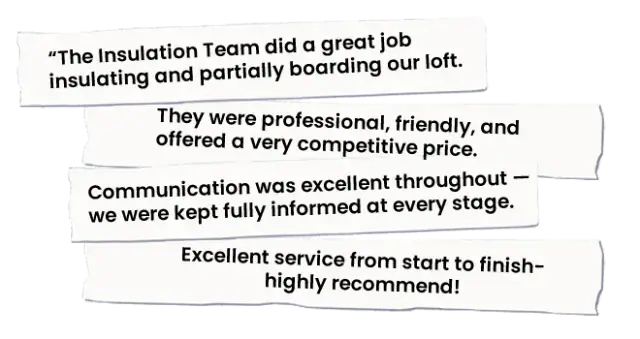 “The Insulation Team did a great job
insulating and partially boarding our loft.
They were professional, friendly, and
offered a very competitive price.
Communication was excellent throughout —
we were kept fully informed at every stage.
Excellent service from start to finish-
highly recommend!